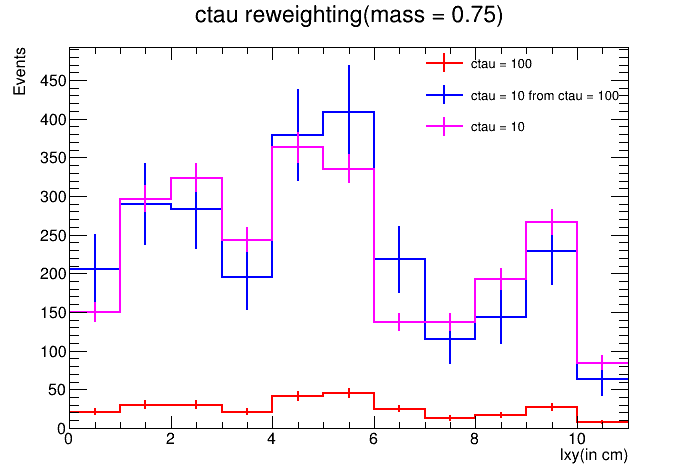 ctau reweighting(mass = 0.75)
Events
ctau = 100
ctau = 10 from ctau = 100
ctau = 10
450
400
350
300
250
200
150
100
50
0
0 2 4 6 8 10
lxy(in cm)